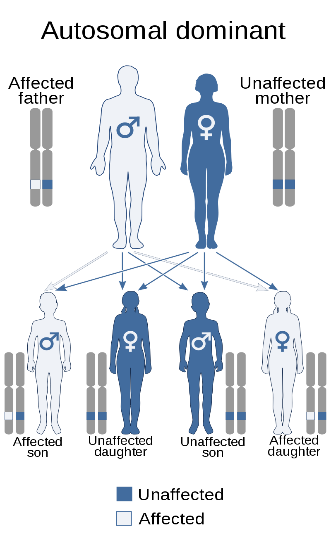 Autosomal dominant
Affected
father
Unaffected
mother
Affected
son
Unaffected
daughter
Unaffected
son
Affected
daughter
Unaffected
Affected